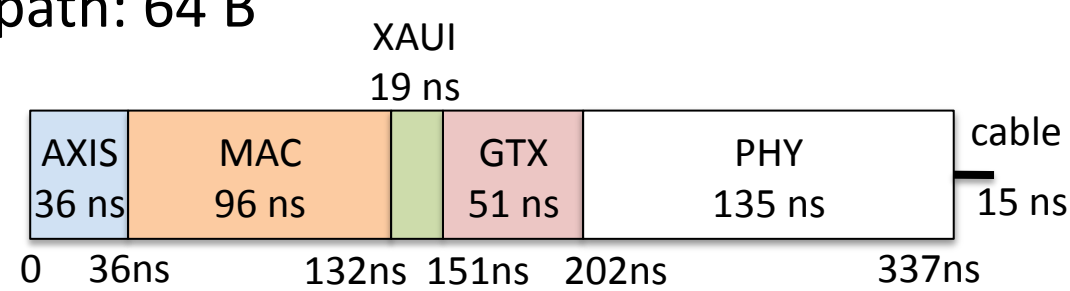 path: 64 B
XAUI
19 ns
AXIS
36 ns
MAC
96 ns
GTX
51 ns
PHY
135 ns
cable
15 ns
0 36ns 132ns 151ns 202ns 337ns